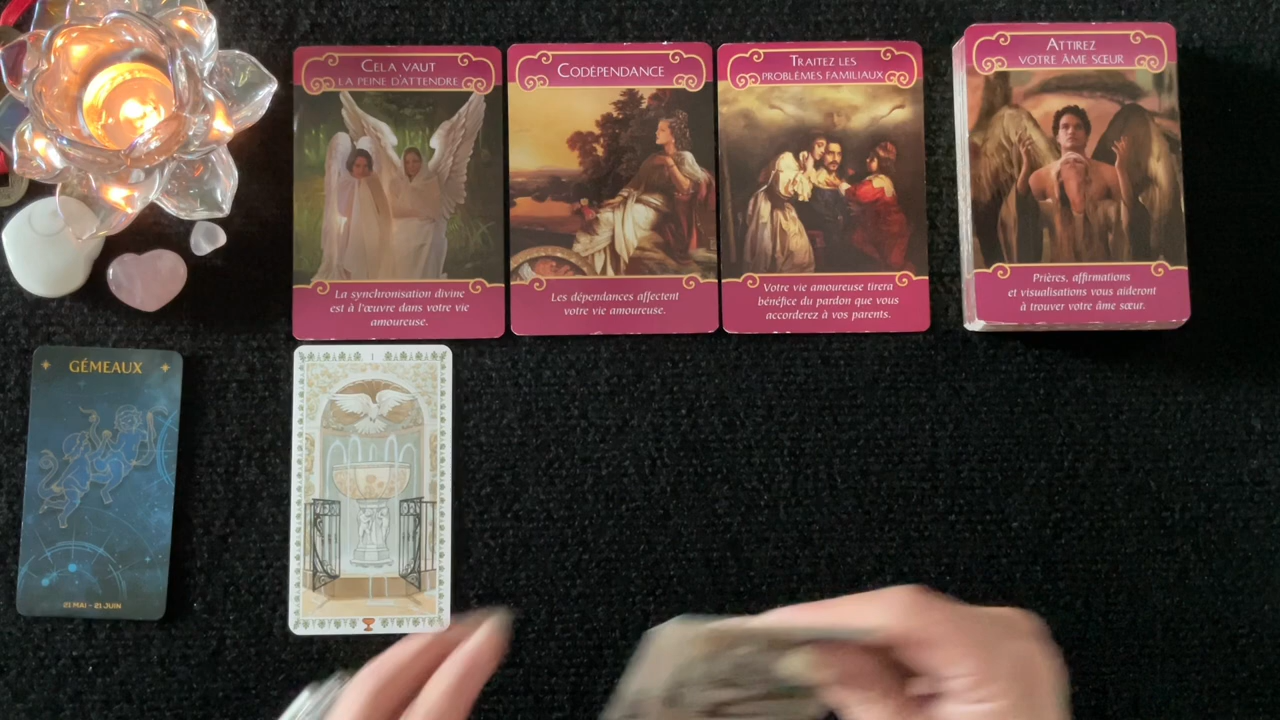 CELA VAUT
LA PEINE D'ATTENDRE
La synchronisation divine
est à l'œuvre dans votre vie
amoureuse.
CODÉPENDANCE
Les dépendances affectent
votre vie amoureuse.
TRAITEZ LES
PROBLÈMES FAMILIAUX
Votre vie amoureuse tirera
bénéfice du pardon que vous
accorderez à vos parents.
ATTIREZ
VOTRE ÂME SŒUR
Prières, affirmations
et visualisations vous aideront
à trouver votre âme sœur.
GÉMEAUX
21 MAI - 21 JUIN
I